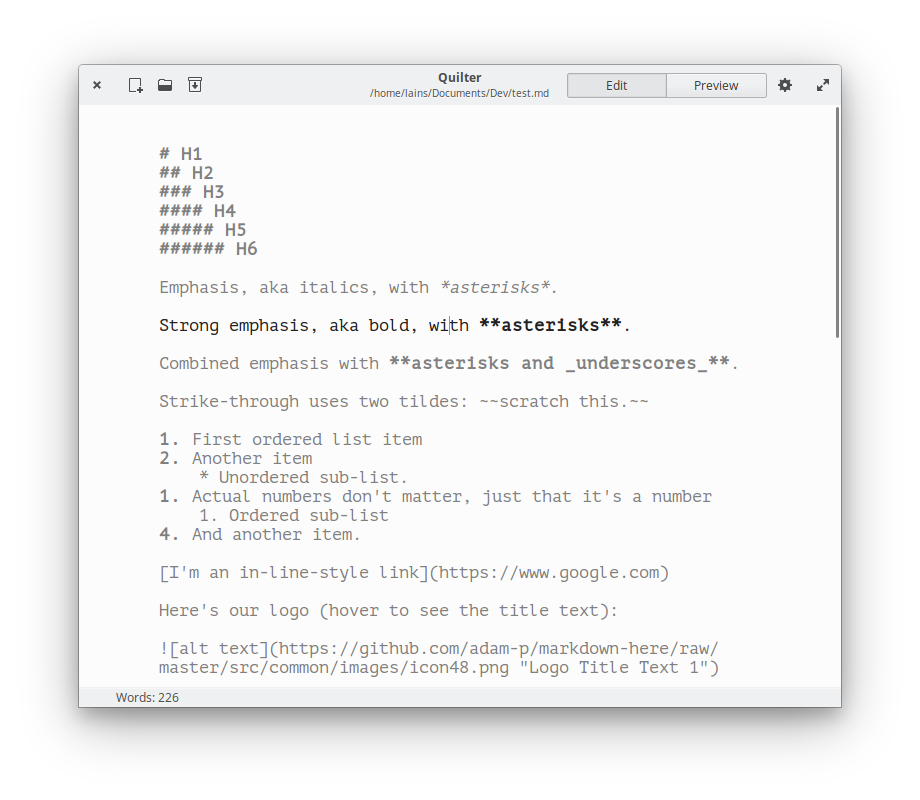 Quilter
/home/lains/Documents/Dev/test.md
Edit
Preview
# H1
## H2
### H3
#### H4
##### H5
###### H6
Emphasis, aka italics, with *asterisks*.
Strong emphasis, aka bold, with **asterisks**.
Combined emphasis with **asterisks and _underscores_**.
Strike-through uses two tildes: ~~scratch this.~~
1. First ordered list item
2. Another item
* Unordered sub-list.
1. Actual numbers don't matter, just that it's a number
1. Ordered sub-list
4. And another item.
[I'm an in-line-style link](https://www.google.com)
Here's our logo (hover to see the title text):
![alt text](https://github.com/adam-p/markdown-here/raw/
master/src/common/images/icon48.png "Logo Title Text 1")
Words: 226